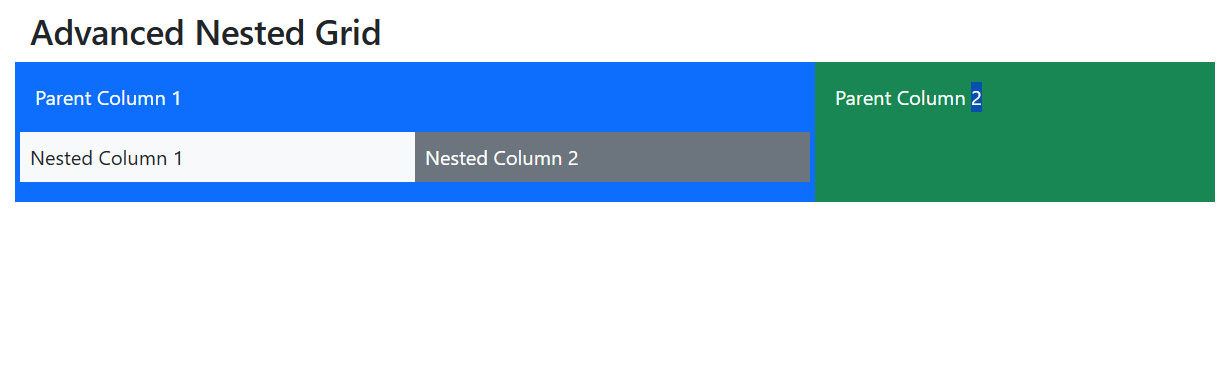 Advanced Nested Grid
Parent Column 1
Parent Column 2
Nested Column 1
Nested Column 2